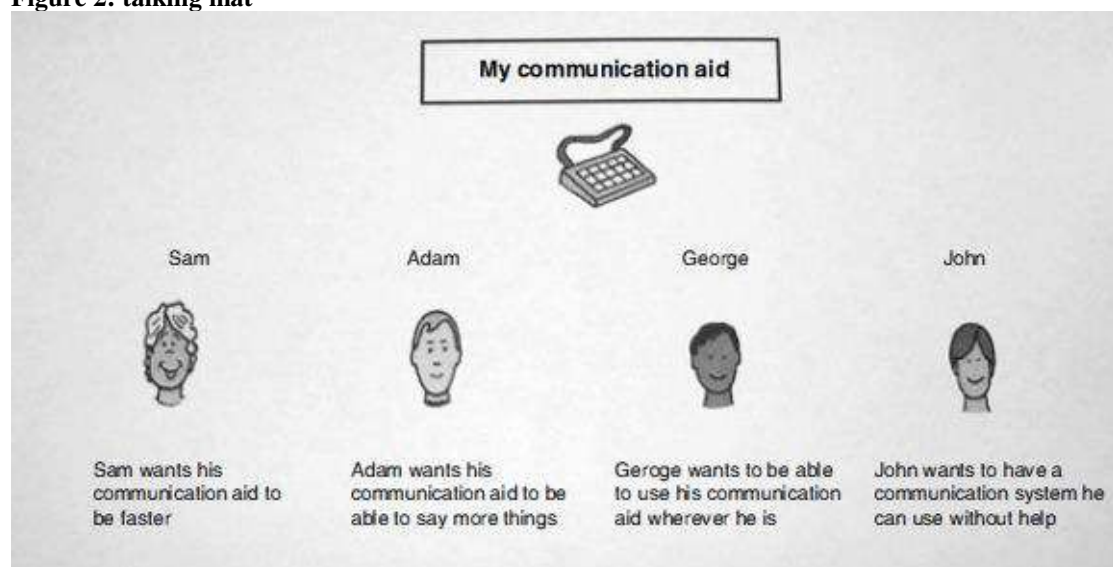 Figure 2: talking mat
My communication aid
Sam
Adam
George
John
Sam wants his
communication aid to
be faster
Adam wants his
communication aid to be
able to say more things
Geroge wants to be able
to use his communication
aid wherever he is
John wants to have a
communication system he
can use without help